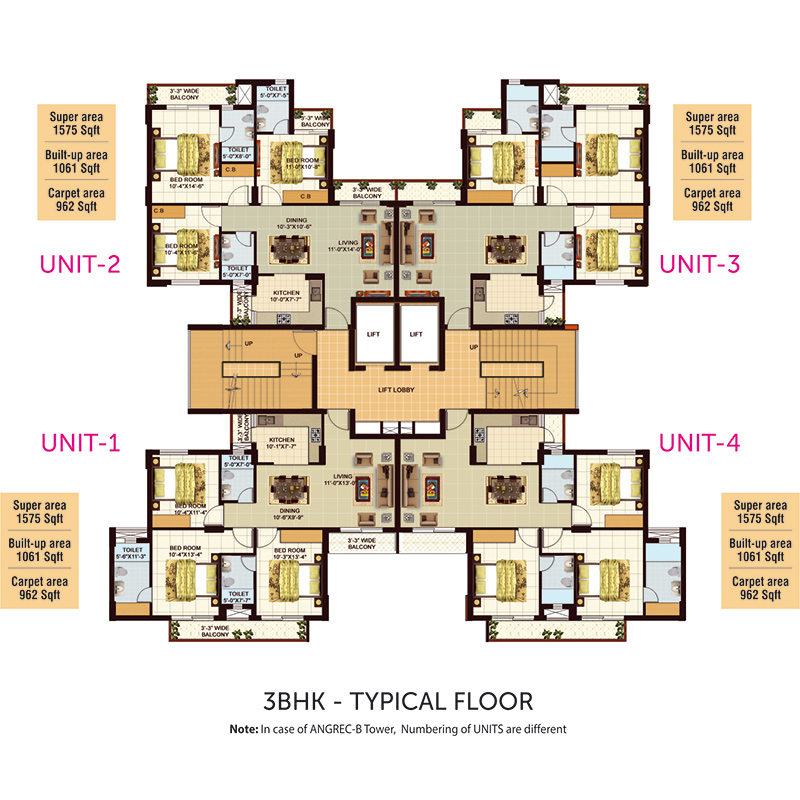 3'-3" WIDE
BALCONY
TOILET
5'-0"X7'-5"
3'-3" WIDE
BALCONY
Super area
1575 Sqft
Built-up area
1061 Sqft
Carpet area
962 Sqft
Super area
1575 Sqft
Built-up area
1061 Sqft
Carpet area
962 Sqft
TOILET
5'-0"X8'-0"
C.B
BED ROOM
10'-4"X14'-6"
BED ROOM
11'-0"X10'-8"
C.B
3'-3" WIDE
BALCONY
C.B
DINING
10'-3"X10'-6"
LIVING
11'-0"X14'-0"
BED ROOM
10'-4"X11'-6"
TOILET
5'-0"X7'-0"
UNIT-2
UNIT-3
KITCHEN
10'-0"X7'-7"
3'-3" WIDE
BALCONY
LIFT
LIFT
UP
UP
UP
LIFT LOBBY
UNIT-1
UNIT-4
3'-3" WIDE
BALCONY
KITCHEN
10'-1"X7'-7"
TOILET
5'-0"X7'-0"
LIVING
11'-0"X13'-0"
BED ROOM
10'-4"X11'-4"
DINING
10'-6"X9'-9"
Super area
1575 Sqft
Built-up area
1061 Sqft
Carpet area
962 Sqft
Super area
1575 Sqft
Built-up area
1061 Sqft
Carpet area
962 Sqft
TOILET
5'-6"X11'-3"
BED ROOM
10'-4"X13'-4"
BED ROOM
10'-3"X13'-4"
3'-3" WIDE
BALCONY
TOILET
5'-0"X7'-7"
3'-3" WIDE
BALCONY
3BHK - TYPICAL FLOOR
Note: In case of ANGREC-B Tower, Numbering of UNITS are different